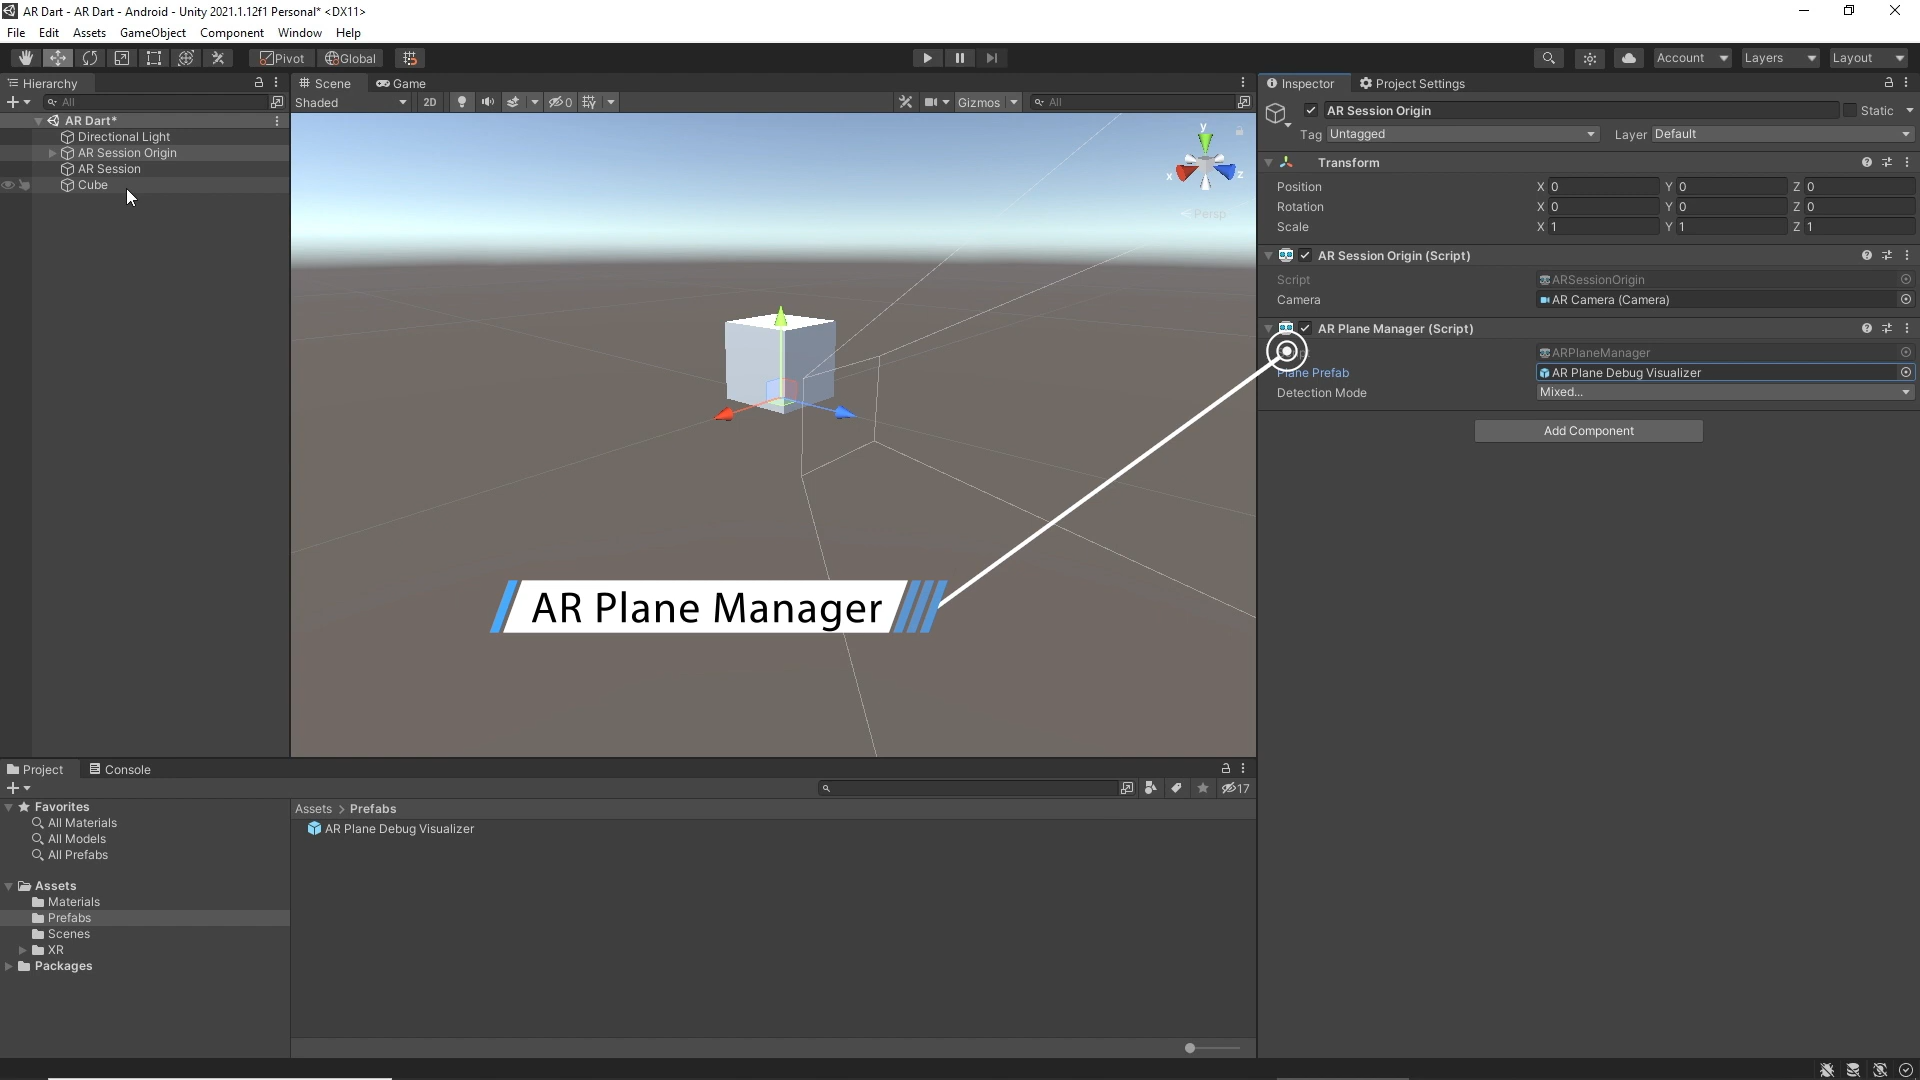 AR Dart - AR Dart - Android - Unity 2021.1.12f1 Personal* <DX11>
File Edit Assets GameObject Component Window Help
Pivot Global Account Layers Layout
Hierarchy
All
AR Dart*
Directional Light
AR Session Origin
AR Session
Cube
Scene Game
Shaded 2D 0 Gizmos All
y
x z
Persp
AR Plane Manager
Inspector Project Settings
AR Session Origin Static
Tag Untagged Layer Default
Transform
Position X 0 Y 0 Z 0
Rotation X 0 Y 0 Z 0
Scale X 1 Y 1 Z 1
AR Session Origin (Script)
Script ARSessionOrigin
Camera AR Camera (Camera)
AR Plane Manager (Script)
ARPlaneManager
Plane Prefab AR Plane Debug Visualizer
Detection Mode Mixed...
Add Component
Project Console
17
Favorites
All Materials
All Models
All Prefabs
Assets
Materials
Prefabs
Scenes
XR
Packages
Assets > Prefabs
AR Plane Debug Visualizer